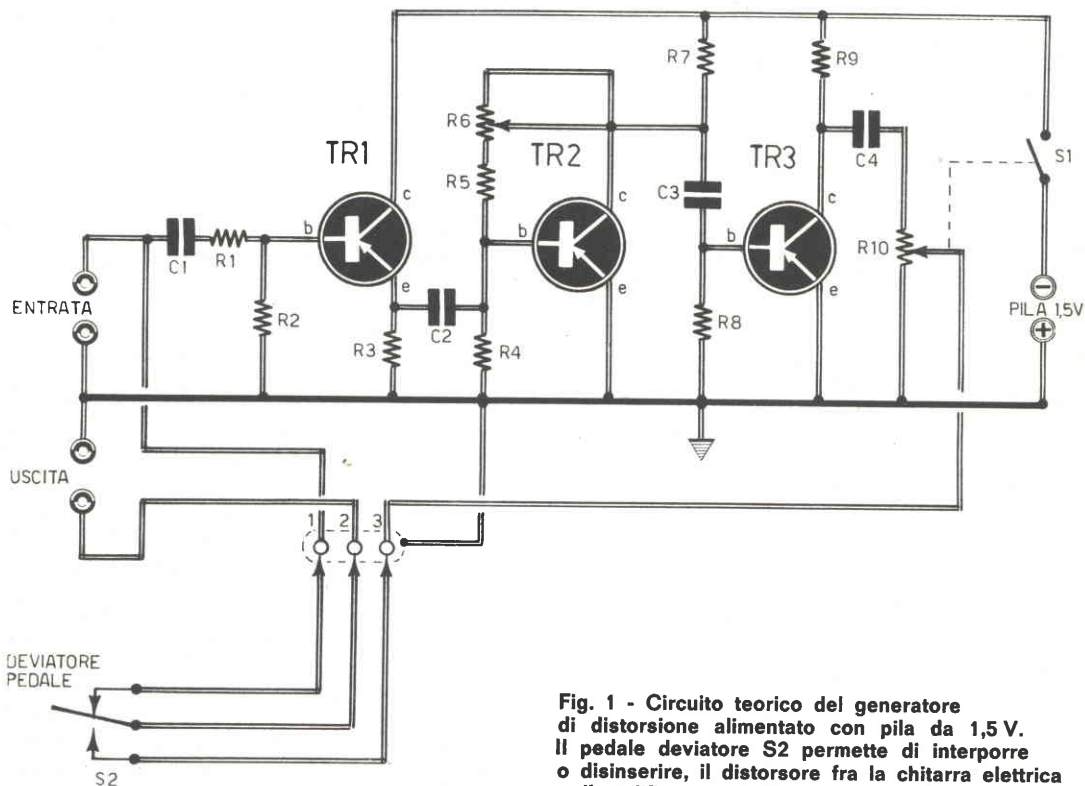 R7
R9
R6
TR1
TR2
TR3
C4
S1
R5
C3
c
c
c
b
b
b
C1
R1
R10
e
e
e
ENTRATA
R2
C2
R8
PILA 1,5V
R3
R4
USCITA
1 2 3
DEVIATORE
PEDALE
S2
Fig. 1 - Circuito teorico del generatore
di distorsione alimentato con pila da 1,5 V.
Il pedale deviatore S2 permette di interporre
o disinserire, il distorsore fra la chitarra elettrica